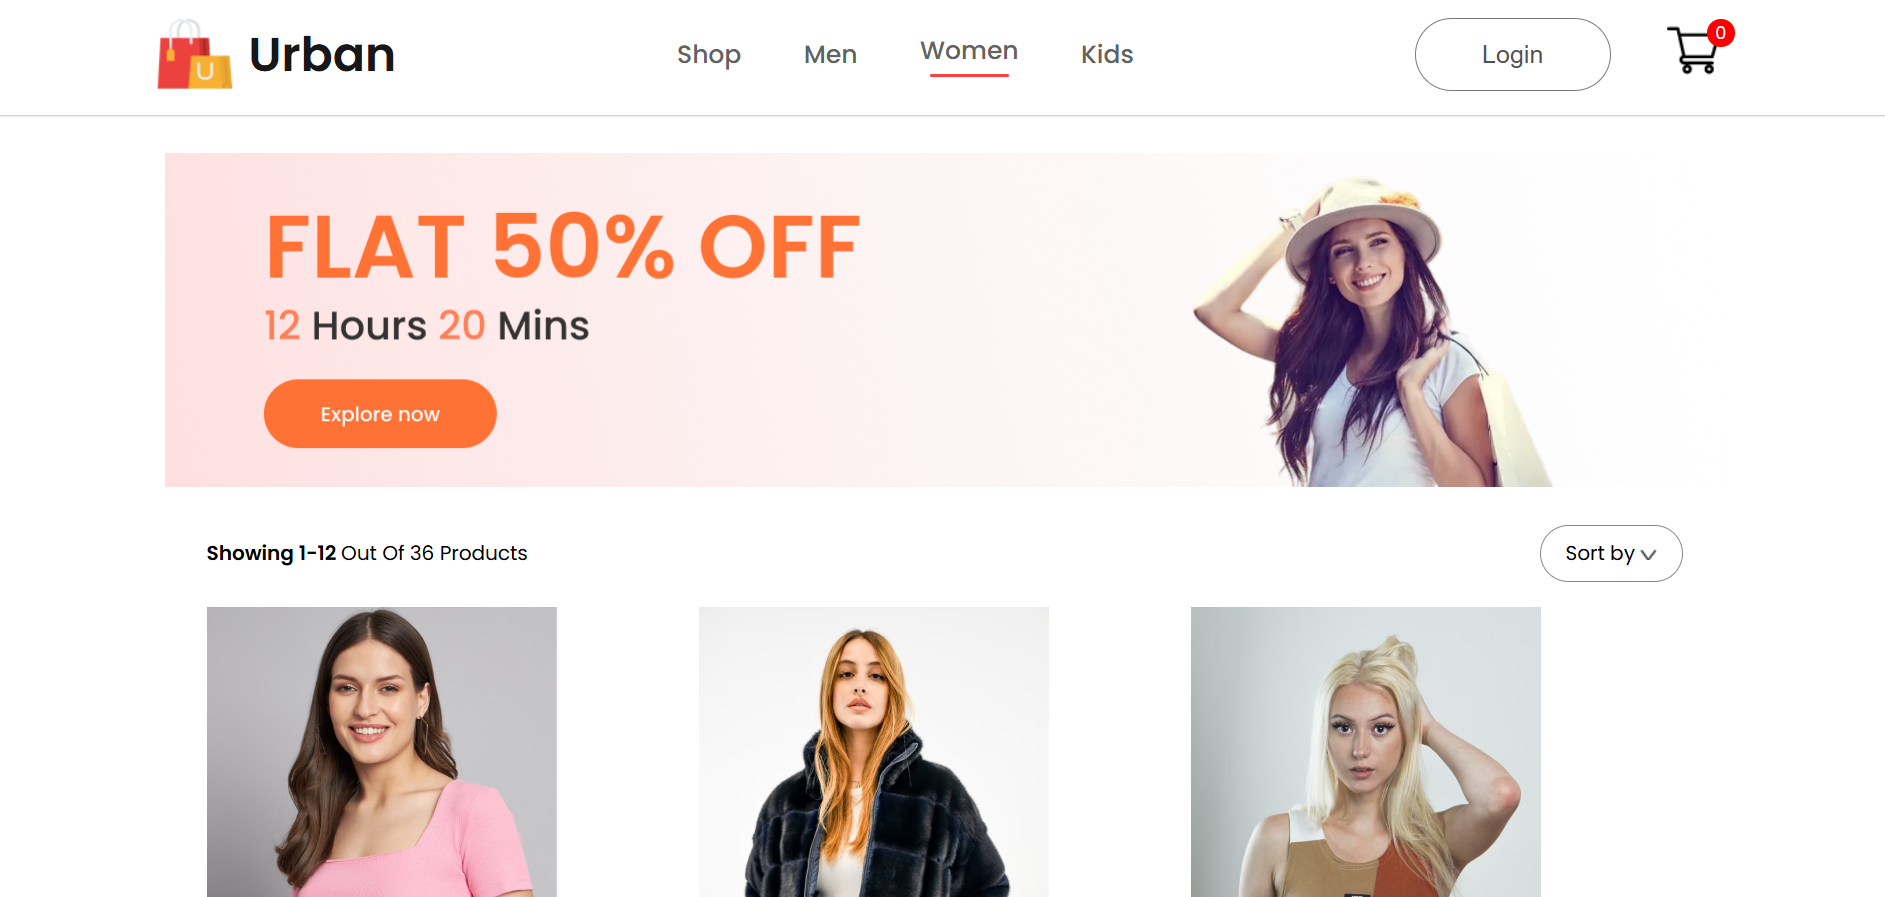 U
Urban
Shop
Men
Women
Kids
Login
0
FLAT 50% OFF
12 Hours 20 Mins
Explore now
Showing 1-12 Out Of 36 Products
Sort by